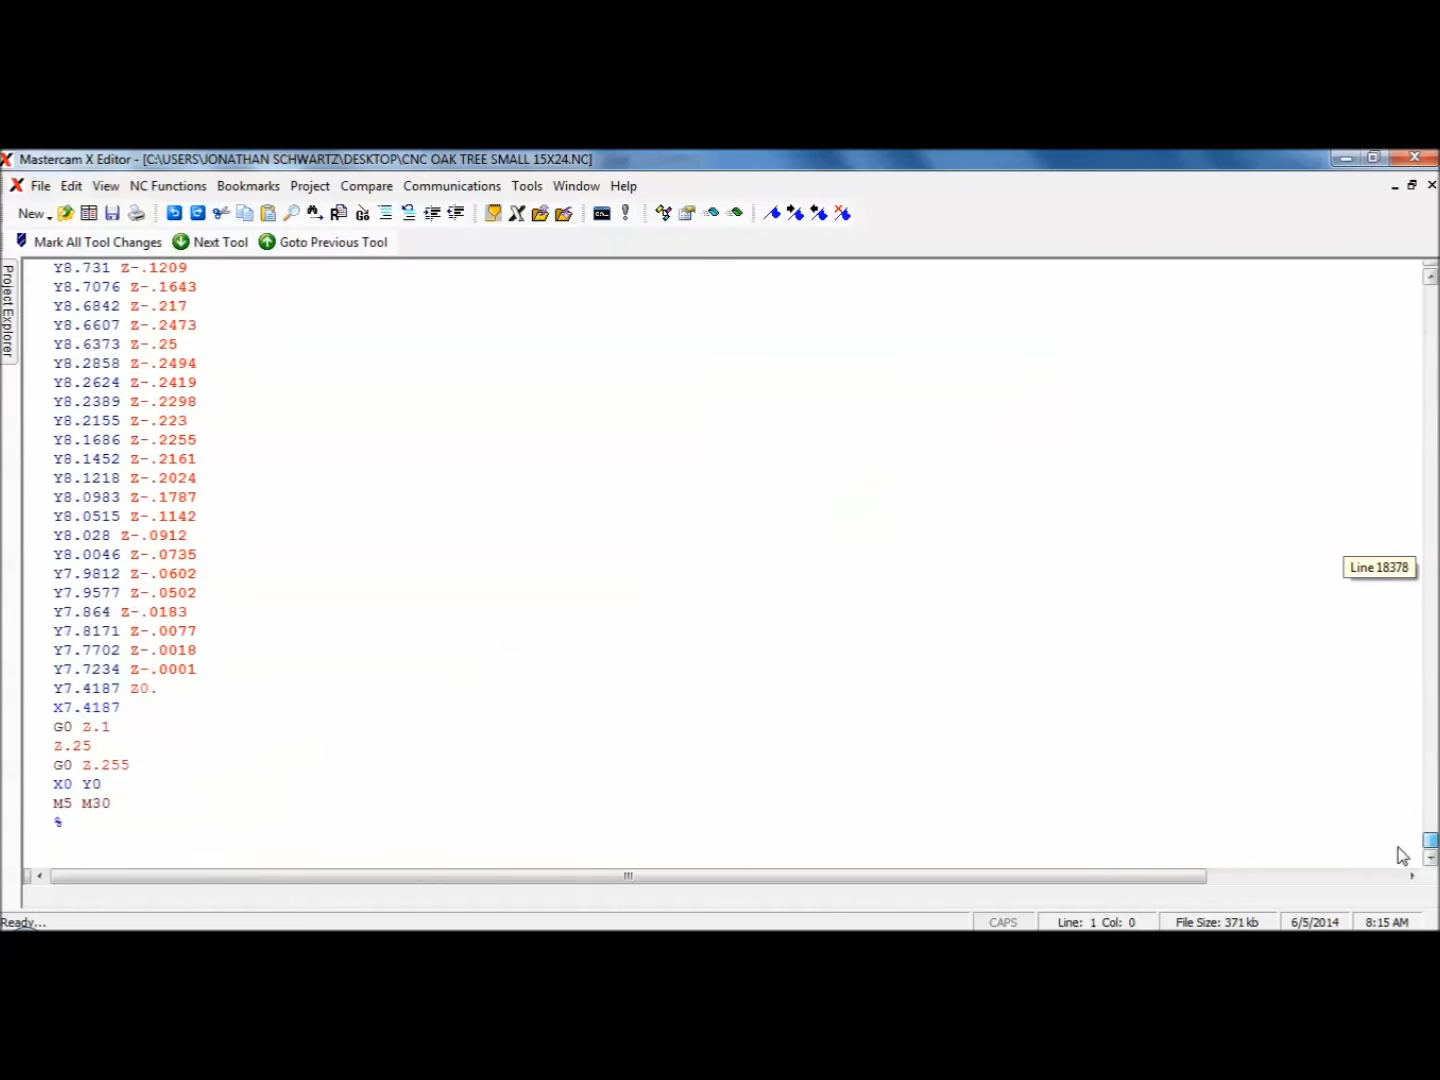 Mastercam X Editor - [C:\USERS\JONATHAN SCHWARTZ\DESKTOP\CNC OAK TREE SMALL 15X24.NC]
File Edit View NC Functions Bookmarks Project Compare Communications Tools Window Help
New
Mark All Tool Changes Next Tool Goto Previous Tool
Project Explorer
Y8.731 Z-.1209
Y8.7076 Z-.1643
Y8.6842 Z-.217
Y8.6607 Z-.2473
Y8.6373 Z-.25
Y8.2858 Z-.2494
Y8.2624 Z-.2419
Y8.2389 Z-.2298
Y8.2155 Z-.223
Y8.1686 Z-.2255
Y8.1452 Z-.2161
Y8.1218 Z-.2024
Y8.0983 Z-.1787
Y8.0515 Z-.1142
Y8.028 Z-.0912
Y8.0046 Z-.0735
Y7.9812 Z-.0602
Y7.9577 Z-.0502
Y7.864 Z-.0183
Y7.8171 Z-.0077
Y7.7702 Z-.0018
Y7.7234 Z-.0001
Y7.4187 Z0.
X7.4187
G0 Z.1
Z.25
G0 Z.255
X0 Y0
M5 M30
%
Line 18378
Ready... CAPS Line: 1 Col: 0 File Size: 371 kb 6/5/2014 8:15 AM